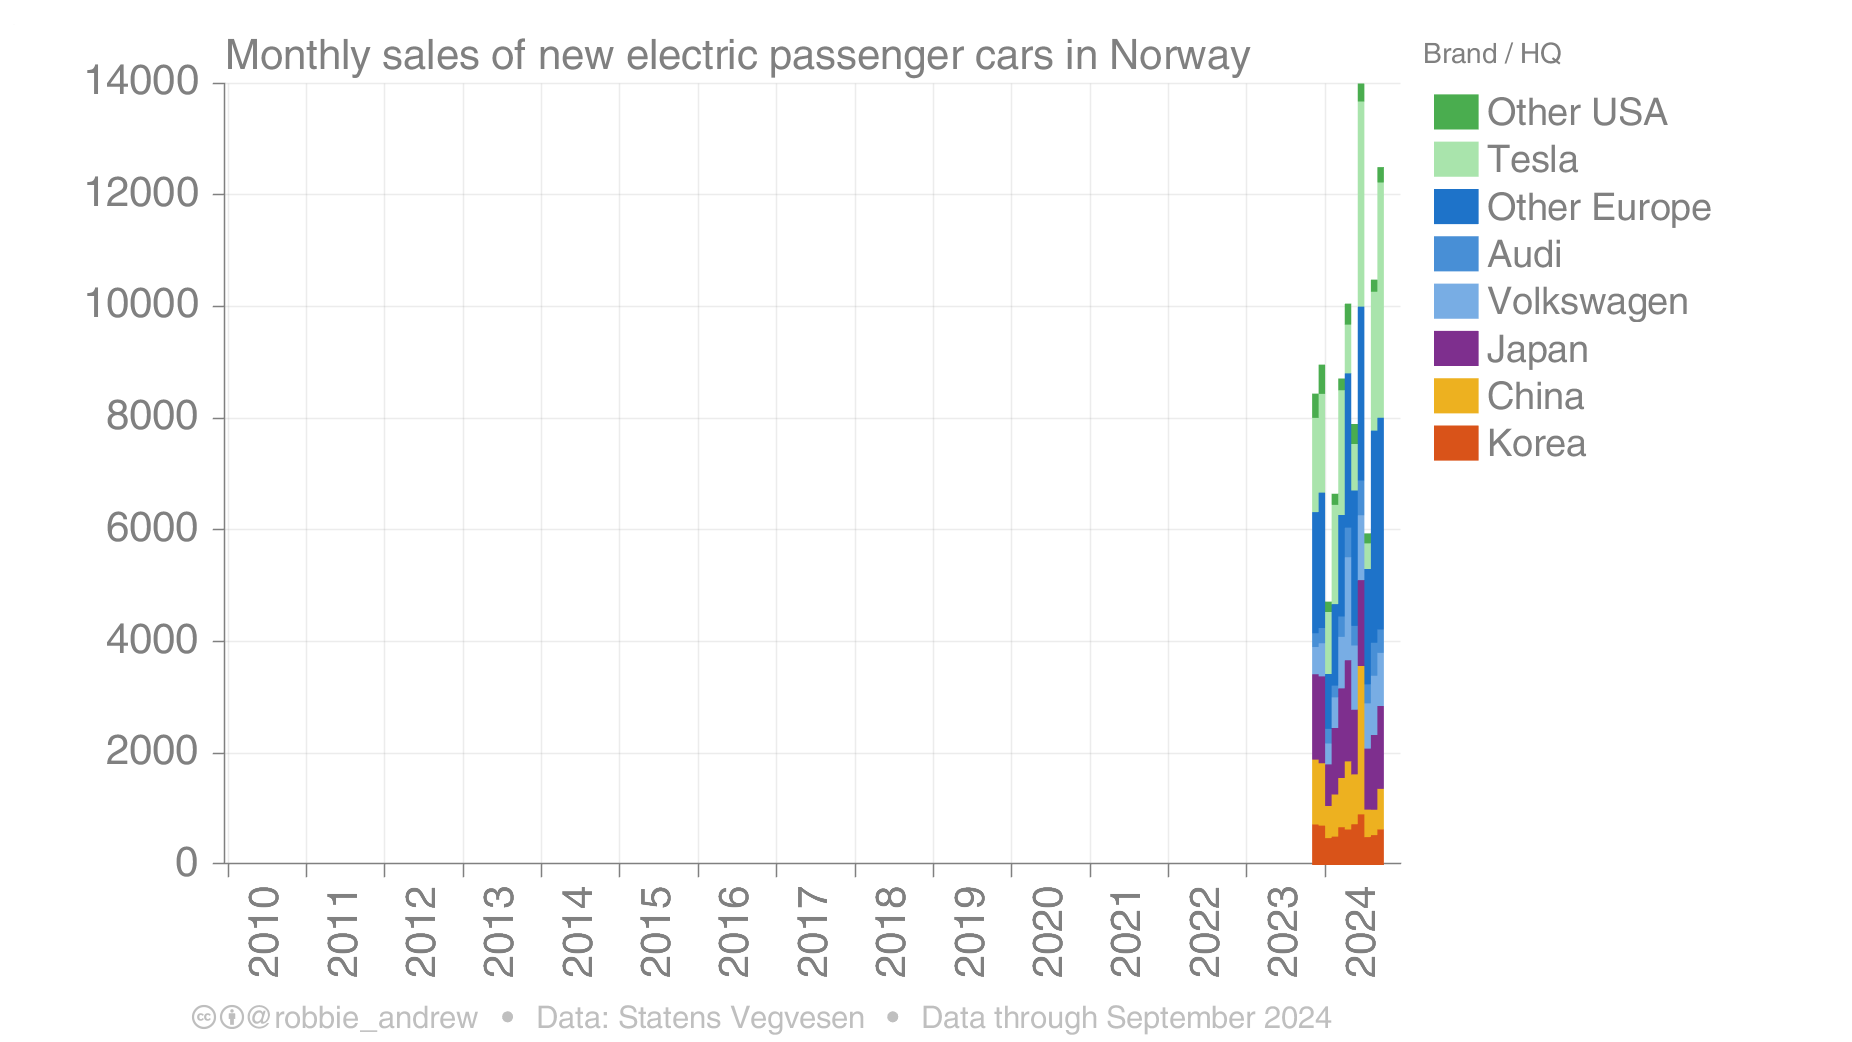 Monthly sales of new electric passenger cars in Norway
Brand / HQ
Other USA
Tesla
Other Europe
Audi
Volkswagen
Japan
China
Korea
14000
12000
10000
8000
6000
4000
2000
0
2010
2011
2012
2013
2014
2015
2016
2017
2018
2019
2020
2021
2022
2023
2024
cc @robbie_andrew • Data: Statens Vegvesen • Data through September 2024